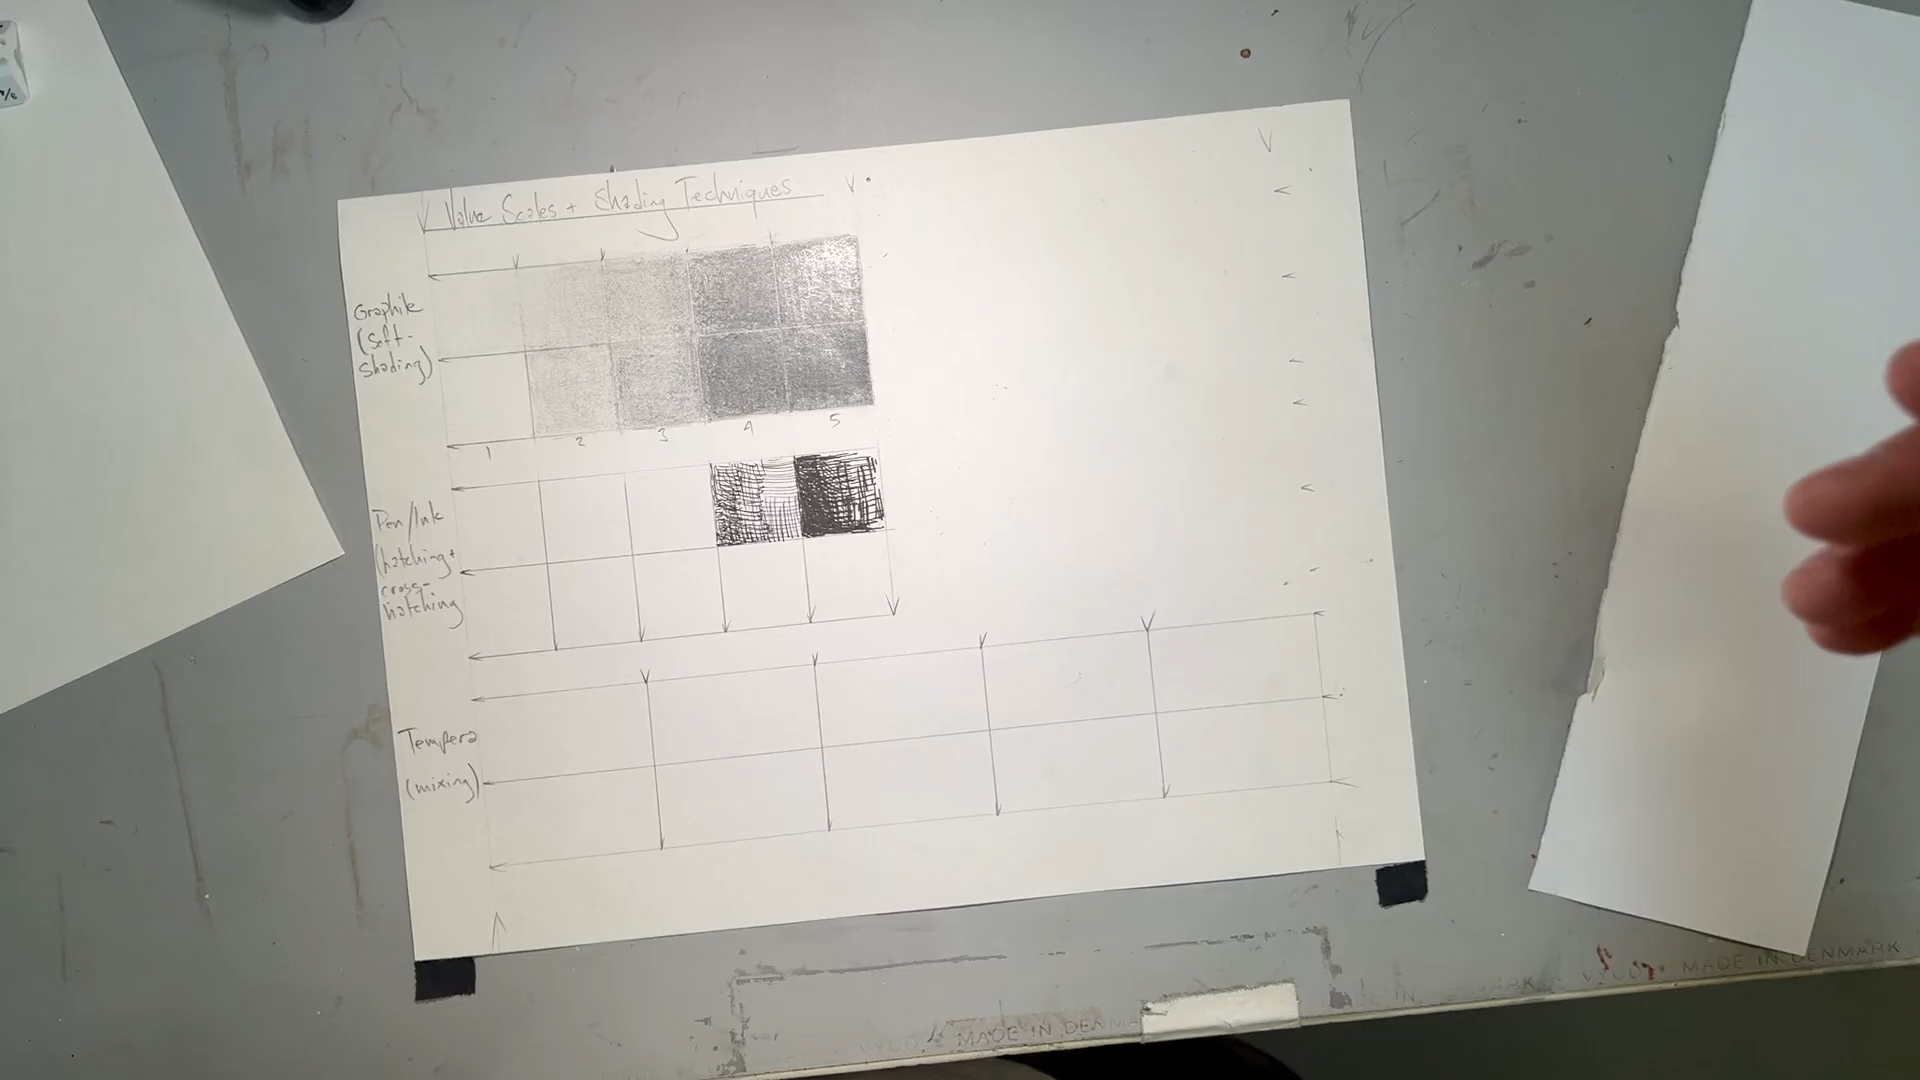 Value Scales + Shading Techniques
Graphite
(soft-
shading)
1 2 3 4 5
Pen/Ink
(hatching+
cross-
hatching
Tempera
(mixing)
MADE IN DENMARK
MADE IN DENMA